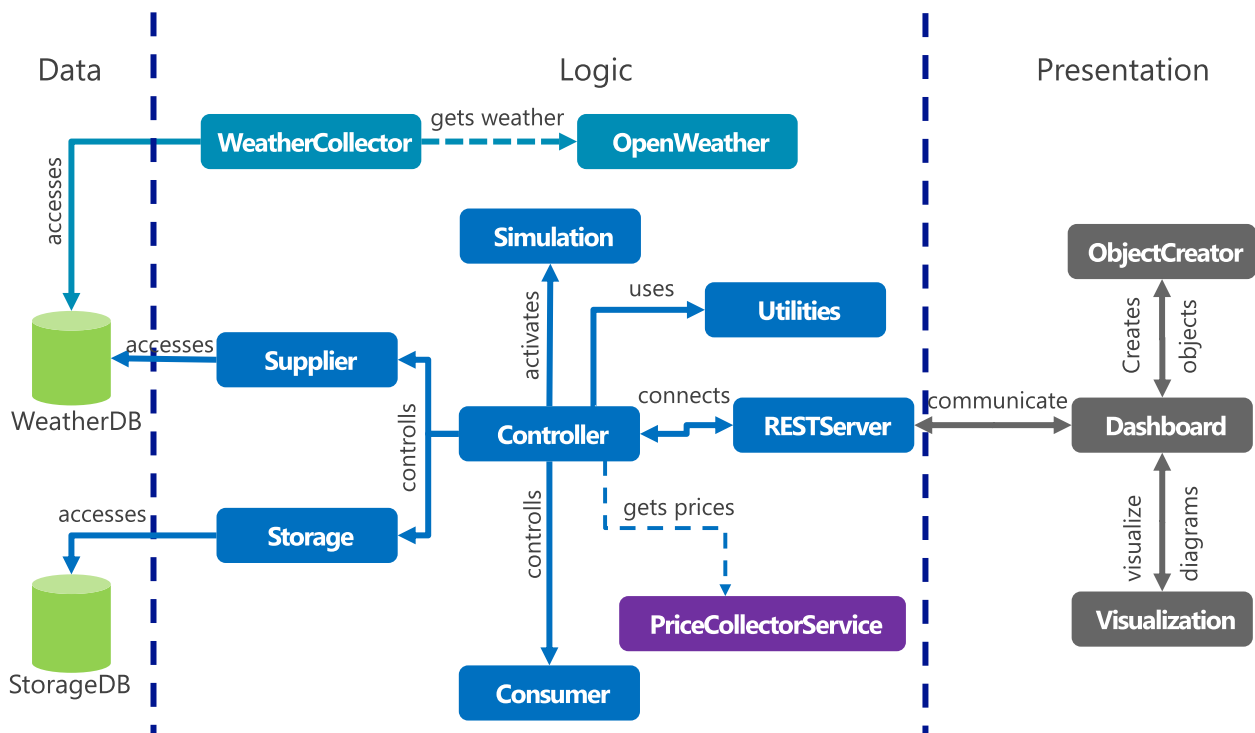 Data
Logic
Presentation
gets weather
WeatherCollector
OpenWeather
accesses
Simulation
ObjectCreator
uses
Utilities
activates
Creates
objects
accesses
Supplier
WeatherDB
controlls
Controller
connects
RESTServer
communicate
Dashboard
accesses
Storage
controlls
gets prices
visualize
diagrams
PriceCollectorService
Visualization
StorageDB
Consumer